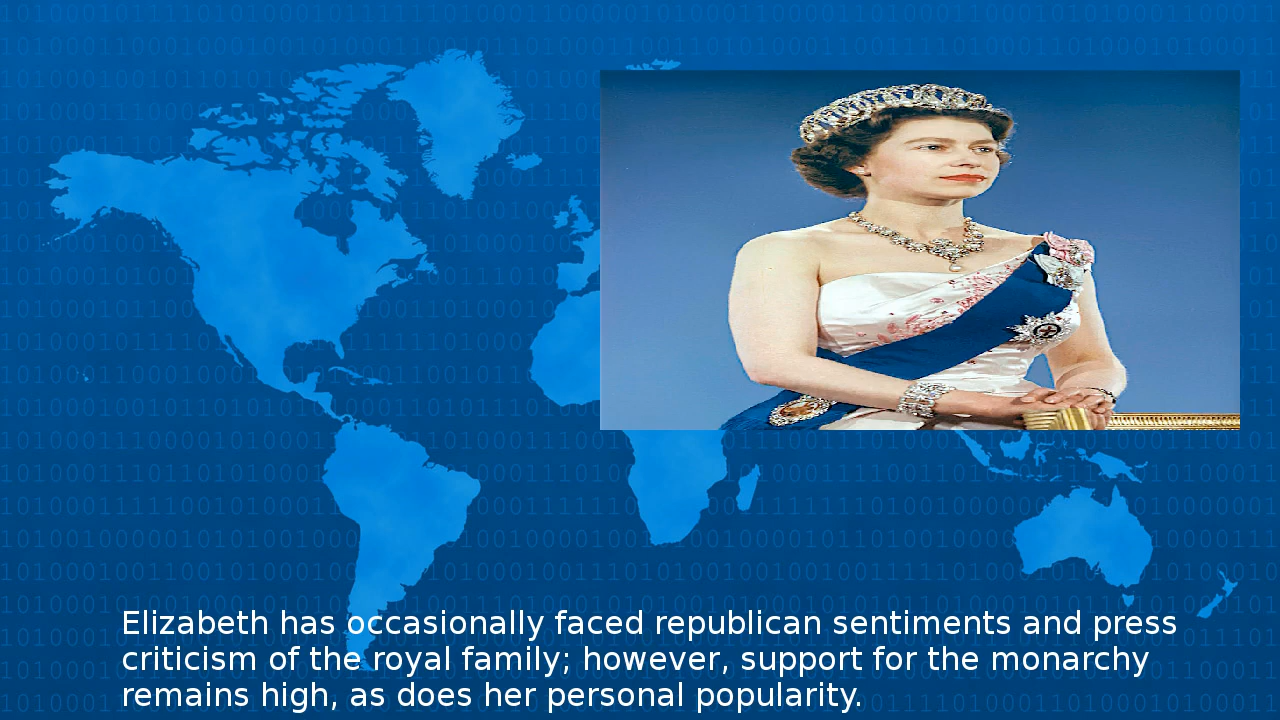 Elizabeth has occasionally faced republican sentiments and press
criticism of the royal family; however, support for the monarchy
remains high, as does her personal popularity.